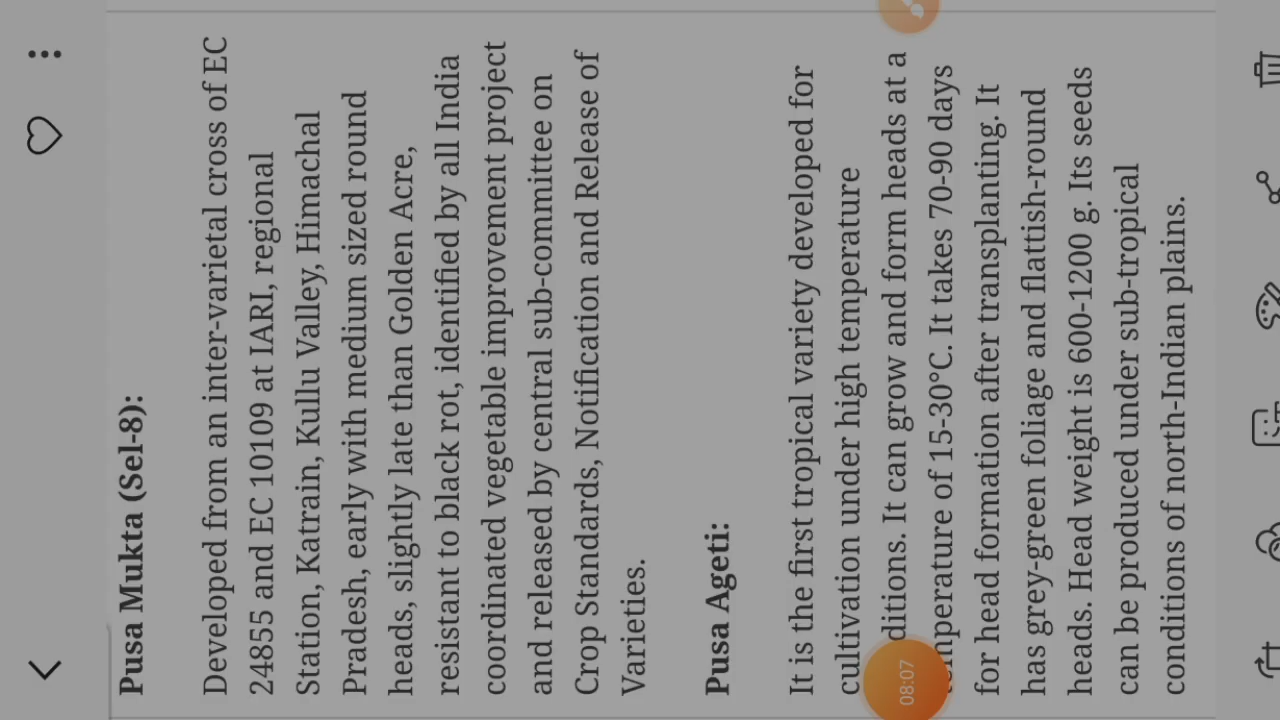 Pusa Mukta (Sel-8):
Developed from an inter-varietal cross of EC
24855 and EC 10109 at IARI, regional
Station, Katrain, Kullu Valley, Himachal
Pradesh, early with medium sized round
heads, slightly late than Golden Acre,
resistant to black rot, identified by all India
coordinated vegetable improvement project
and released by central sub-committee on
Crop Standards, Notification and Release of
Varieties.
Pusa Ageti:
It is the first tropical variety developed for
cultivation under high temperature
ditions. It can grow and form heads at a
mperature of 15-30°C. It takes 70-90 days
for head formation after transplanting. It
has grey-green foliage and flattish-round
heads. Head weight is 600-1200 g. Its seeds
can be produced under sub-tropical
conditions of north-Indian plains.
08:07